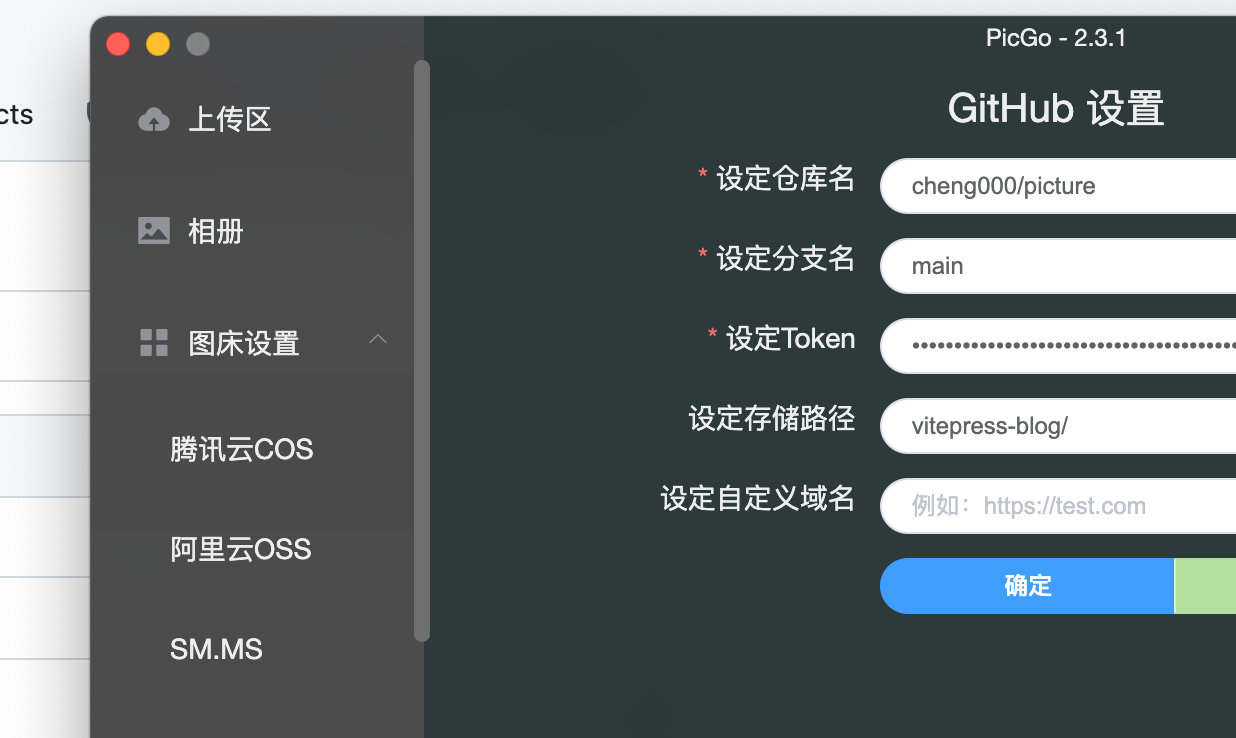 cts
上传区
相册
图床设置
腾讯云COS
阿里云OSS
SM.MS
PicGo - 2.3.1
GitHub 设置
* 设定仓库名
cheng000/picture
* 设定分支名
main
* 设定Token
••••••••••••••••••••••••••••••••••••••
设定存储路径
vitepress-blog/
设定自定义域名
例如：https://test.com
确定